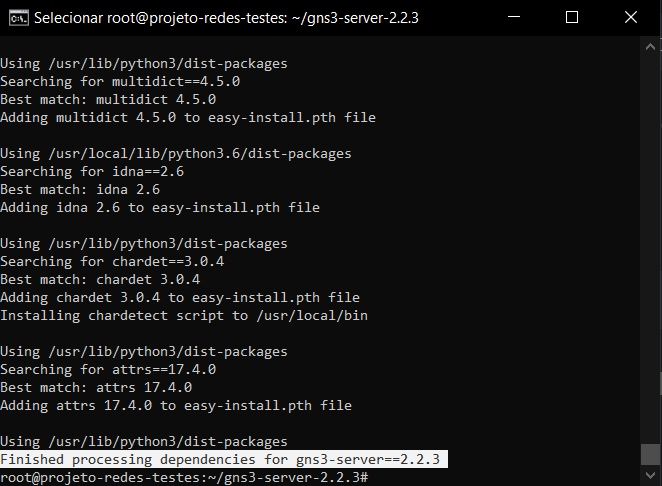 Selecionar root@projeto-redes-testes: ~/gns3-server-2.2.3
Using /usr/lib/python3/dist-packages
Searching for multidict==4.5.0
Best match: multidict 4.5.0
Adding multidict 4.5.0 to easy-install.pth file
Using /usr/local/lib/python3.6/dist-packages
Searching for idna==2.6
Best match: idna 2.6
Adding idna 2.6 to easy-install.pth file
Using /usr/lib/python3/dist-packages
Searching for chardet==3.0.4
Best match: chardet 3.0.4
Adding chardet 3.0.4 to easy-install.pth file
Installing chardetect script to /usr/local/bin
Using /usr/lib/python3/dist-packages
Searching for attrs==17.4.0
Best match: attrs 17.4.0
Adding attrs 17.4.0 to easy-install.pth file
Using /usr/lib/python3/dist-packages
Finished processing dependencies for gns3-server==2.2.3
root@projeto-redes-testes:~/gns3-server-2.2.3#